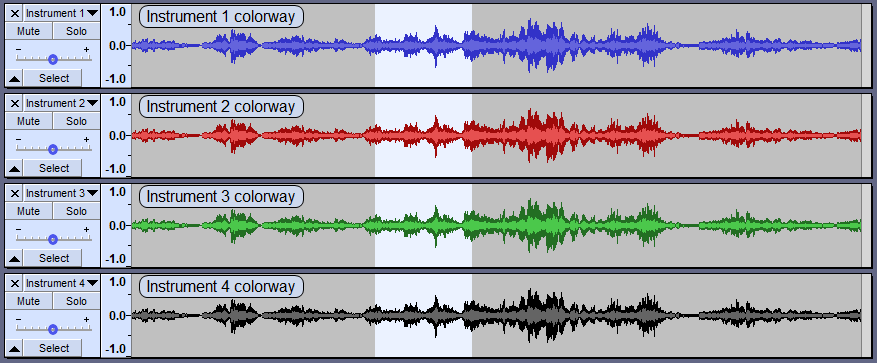 Instrument 1
Instrument 1 colorway
1.0
Mute Solo
- +
0.0
Select
-1.0
Instrument 2
Instrument 2 colorway
1.0
Mute Solo
- +
0.0
Select
-1.0
Instrument 3
Instrument 3 colorway
1.0
Mute Solo
- +
0.0
Select
-1.0
Instrument 4
Instrument 4 colorway
1.0
Mute Solo
- +
0.0
Select
-1.0